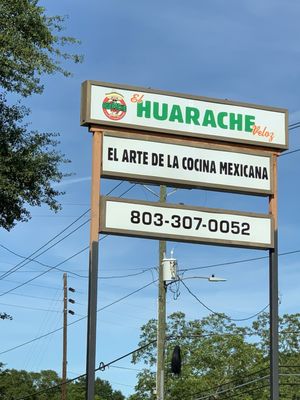 El HUARACHE Veloz
EL ARTE DE LA COCINA MEXICANA
803-307-0052